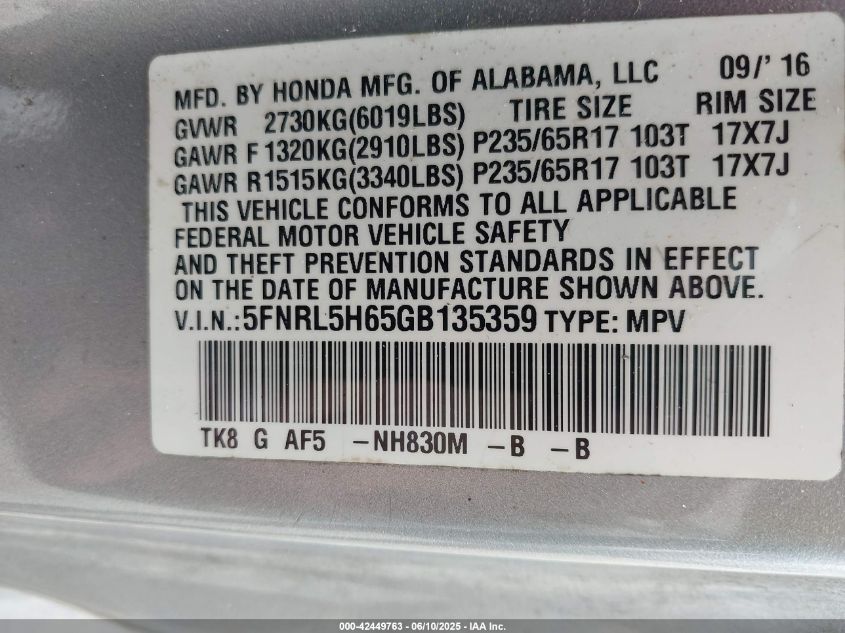 MFD. BY HONDA MFG. OF ALABAMA, LLC 09/' 16
GVWR 2730KG(6019LBS) TIRE SIZE RIM SIZE
GAWR F 1320KG(2910LBS) P235/65R17 103T 17X7J
GAWR R1515KG(3340LBS) P235/65R17 103T 17X7J
THIS VEHICLE CONFORMS TO ALL APPLICABLE
FEDERAL MOTOR VEHICLE SAFETY
AND THEFT PREVENTION STANDARDS IN EFFECT
ON THE DATE OF MANUFACTURE SHOWN ABOVE.
V.I.N.:5FNRL5H65GB135359 TYPE: MPV
TK8 G AF5 -NH830M -B -B
000-42449763 - 06/10/2025 - IAA Inc.